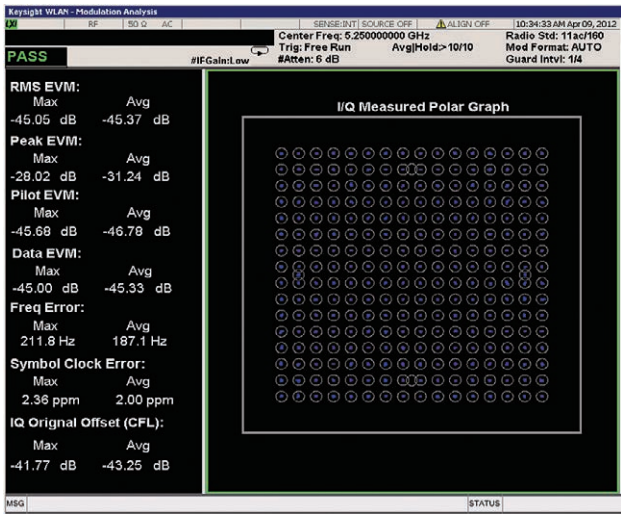 Keysight WLAN - Modulation Analysis
LXI RF 50 Ω AC SENSE:INT SOURCE OFF ALIGN OFF 10:34:33 AM Apr 09, 2012
Center Freq: 5.250000000 GHz Radio Std: 11ac/160
Trig: Free Run Avg|Hold:> 10/10 Mod Format: AUTO
PASS #IFGain:Low #Atten: 6 dB Guard Intvl: 1/4
RMS EVM:
Max Avg
-45.05 dB -45.37 dB
Peak EVM:
Max Avg
-28.02 dB -31.24 dB
Pilot EVM:
Max Avg
-45.68 dB -46.78 dB
Data EVM:
Max Avg
-45.00 dB -45.33 dB
Freq Error:
Max Avg
211.8 Hz 187.1 Hz
Symbol Clock Error:
Max Avg
2.36 ppm 2.00 ppm
IQ Orignal Offset (CFL):
Max Avg
-41.77 dB -43.25 dB
I/Q Measured Polar Graph
MSG STATUS